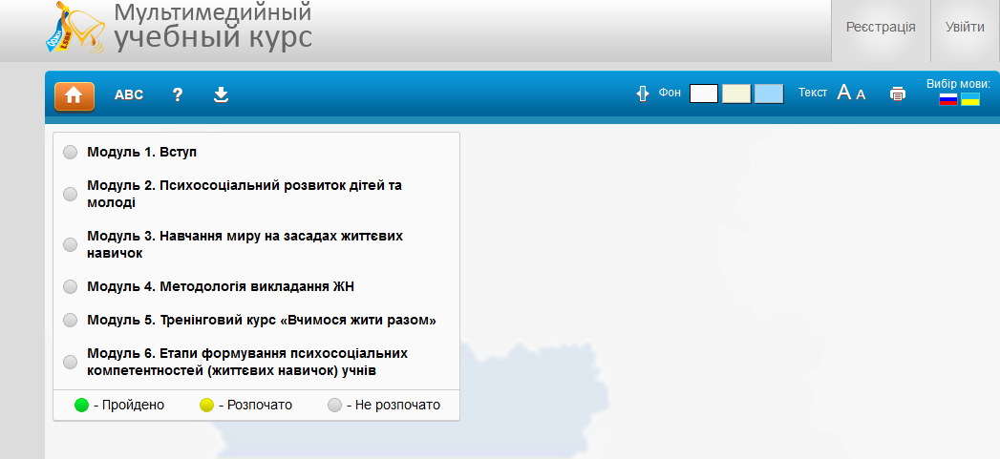 Мультимедийный
учебный курс
Реєстрація
Увійти
ABC
?
Фон
Текст
A A
Вибір мови:
Модуль 1. Вступ
Модуль 2. Психосоціальний розвиток дітей та
молоді
Модуль 3. Навчання миру на засадах життєвих
навичок
Модуль 4. Методологія викладання ЖН
Модуль 5. Тренінговий курс «Вчимося жити разом»
Модуль 6. Етапи формування психосоціальних
компетентностей (життєвих навичок) учнів
- Пройдено
- Розпочато
- Не розпочато